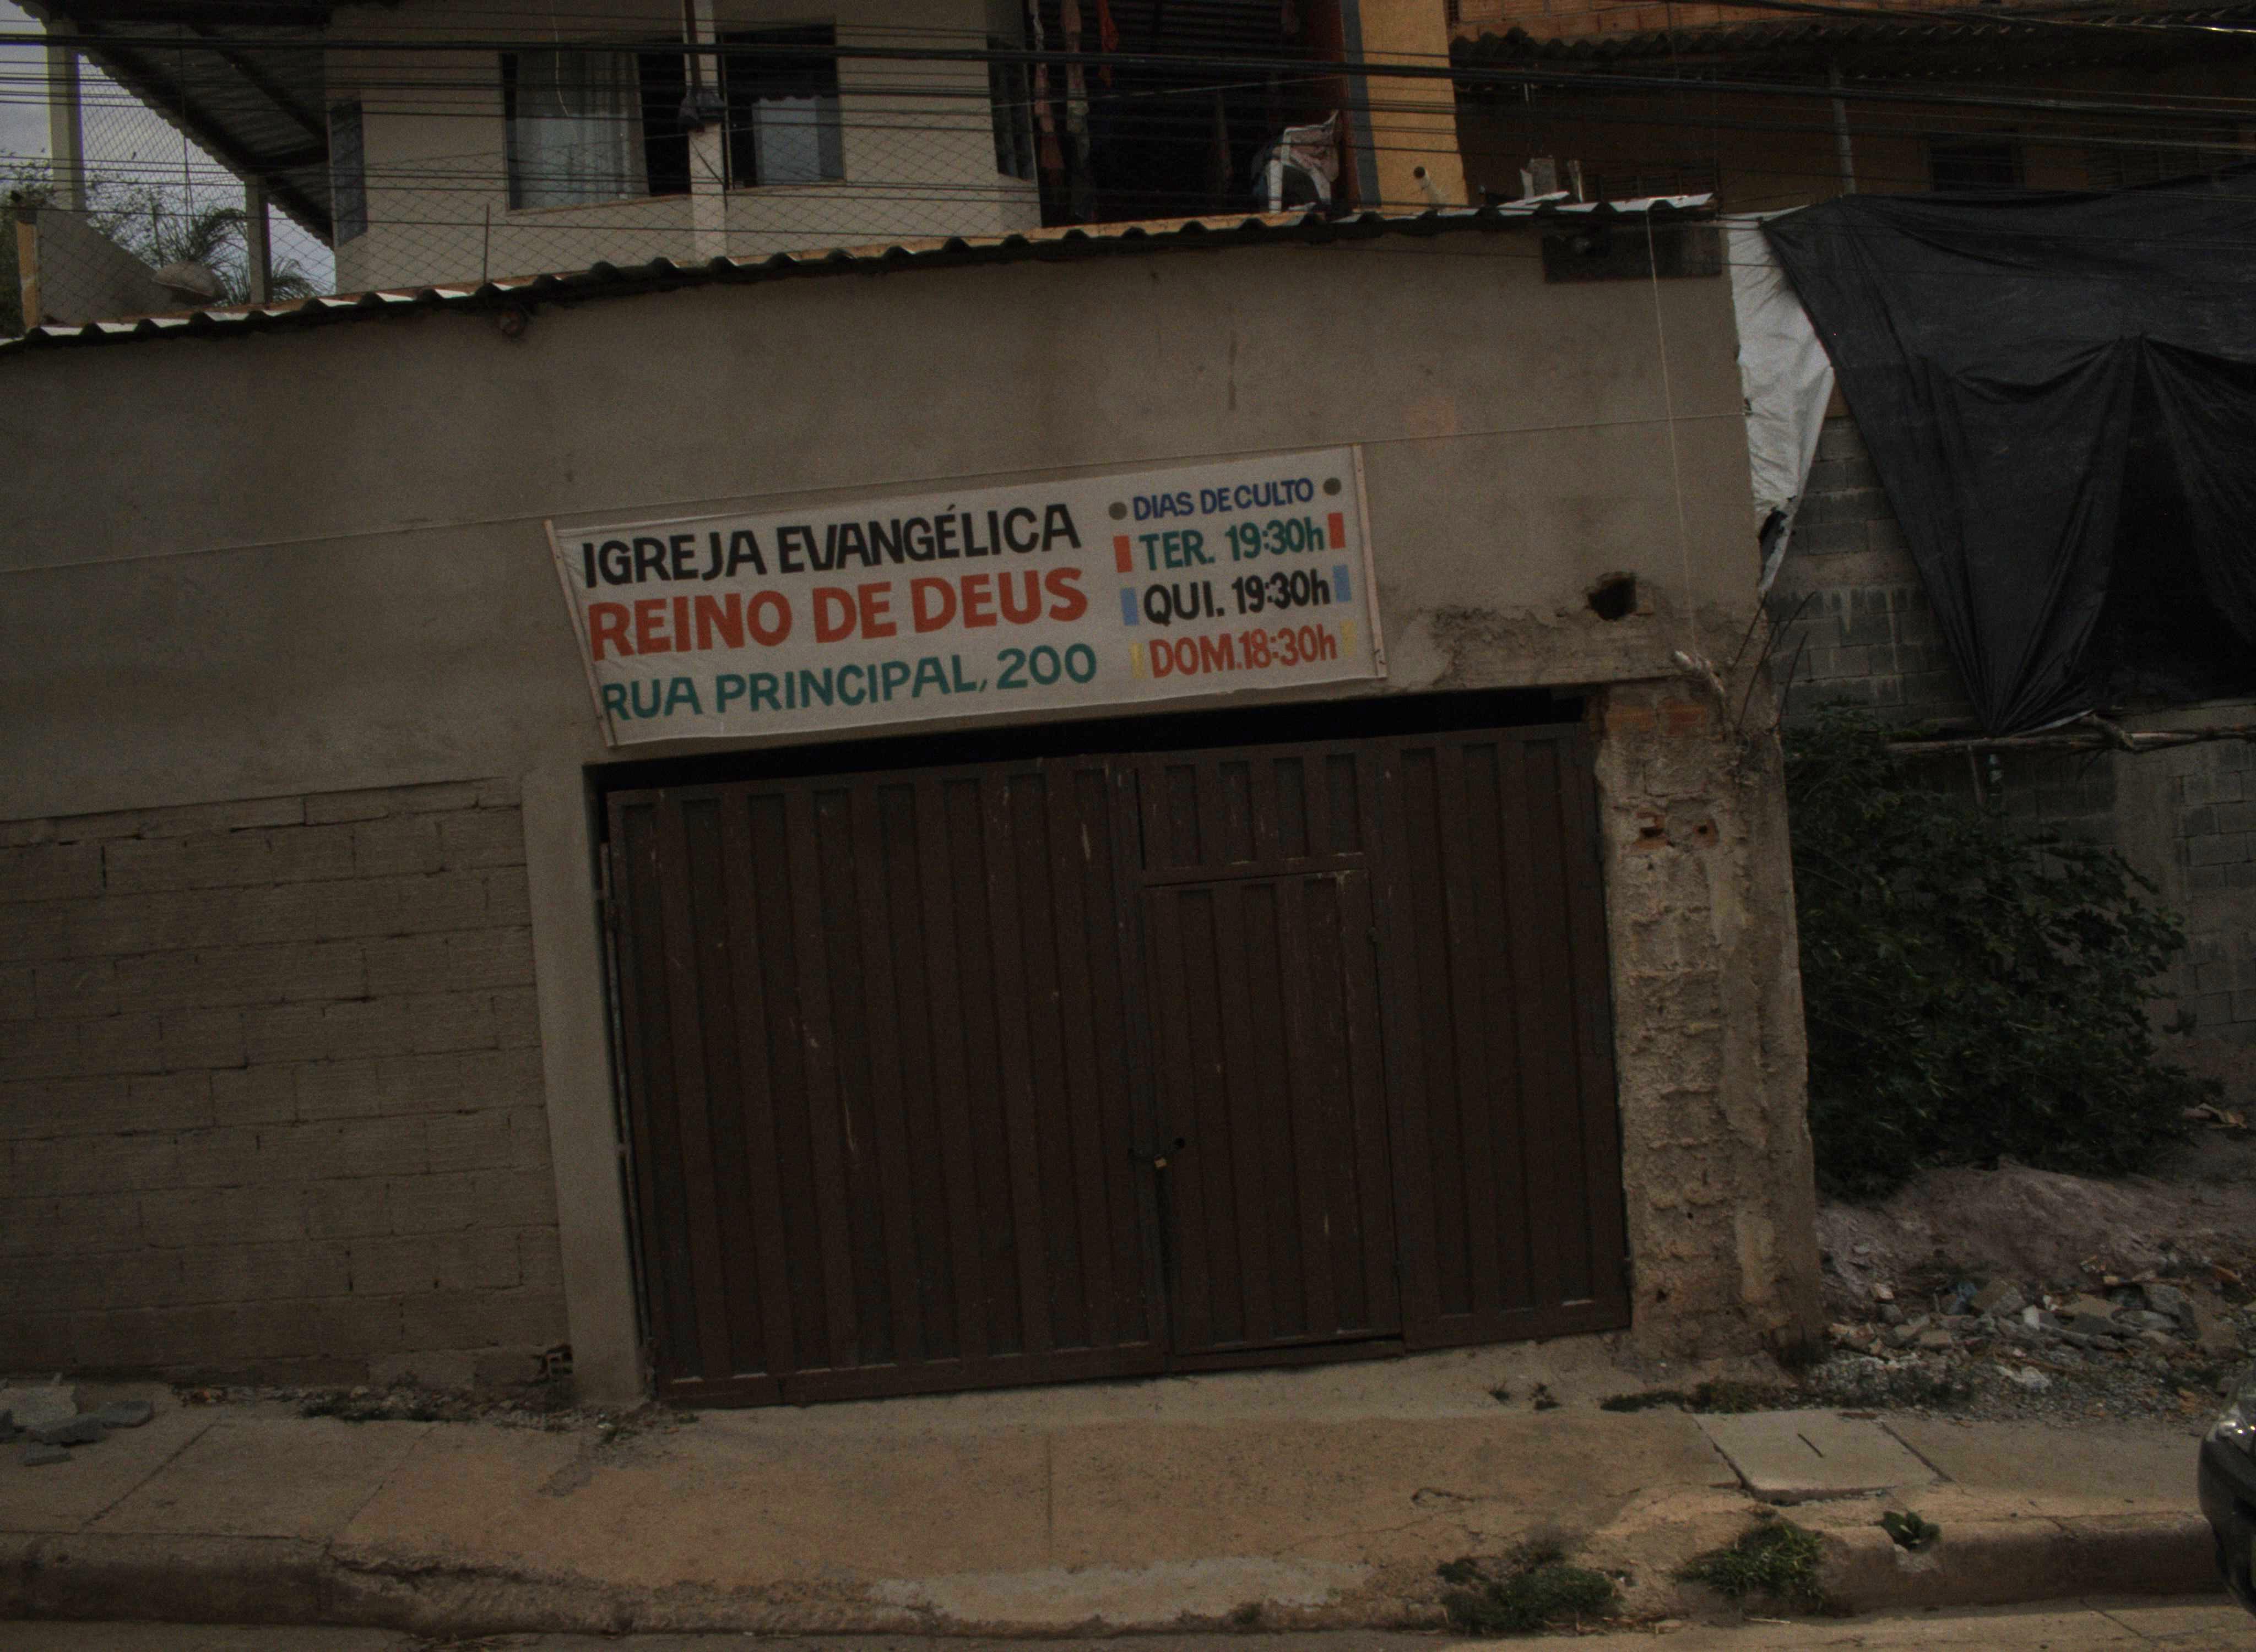 IGREJA EVANGÉLICA
REINO DE DEUS
RUA PRINCIPAL, 200
DIAS DE CULTO
TER. 19:30h
QUI. 19:30h
DOM. 18:30h